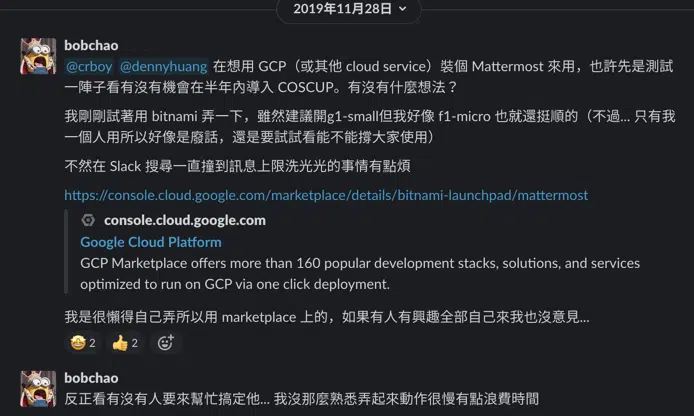 2019年11月28日
bobchao
@crboy @dennyhuang 在想用 GCP（或其他 cloud service）裝個 Mattermost 來用，也許先是測試
一陣子看有沒有機會在半年內導入 COSCUP。有沒有什麼想法？
我剛剛試著用 bitnami 弄一下，雖然建議開g1-small但我好像 f1-micro 也就還挺順的（不過... 只有我
一個人用所以好像是廢話，還是要試試看能不能撐大家使用）
不然在 Slack 搜尋一直撞到訊息上限洗光光的事情有點煩
https://console.cloud.google.com/marketplace/details/bitnami-launchpad/mattermost
console.cloud.google.com
Google Cloud Platform
GCP Marketplace offers more than 160 popular development stacks, solutions, and services
optimized to run on GCP via one click deployment.
我是很懶得自己弄所以用 marketplace 上的，如果有人有興趣全部自己來我也沒意見...
🤩 2 👍 2
bobchao
反正看有沒有人要來幫忙搞定他... 我沒那麼熟悉弄起來動作很慢有點浪費時間